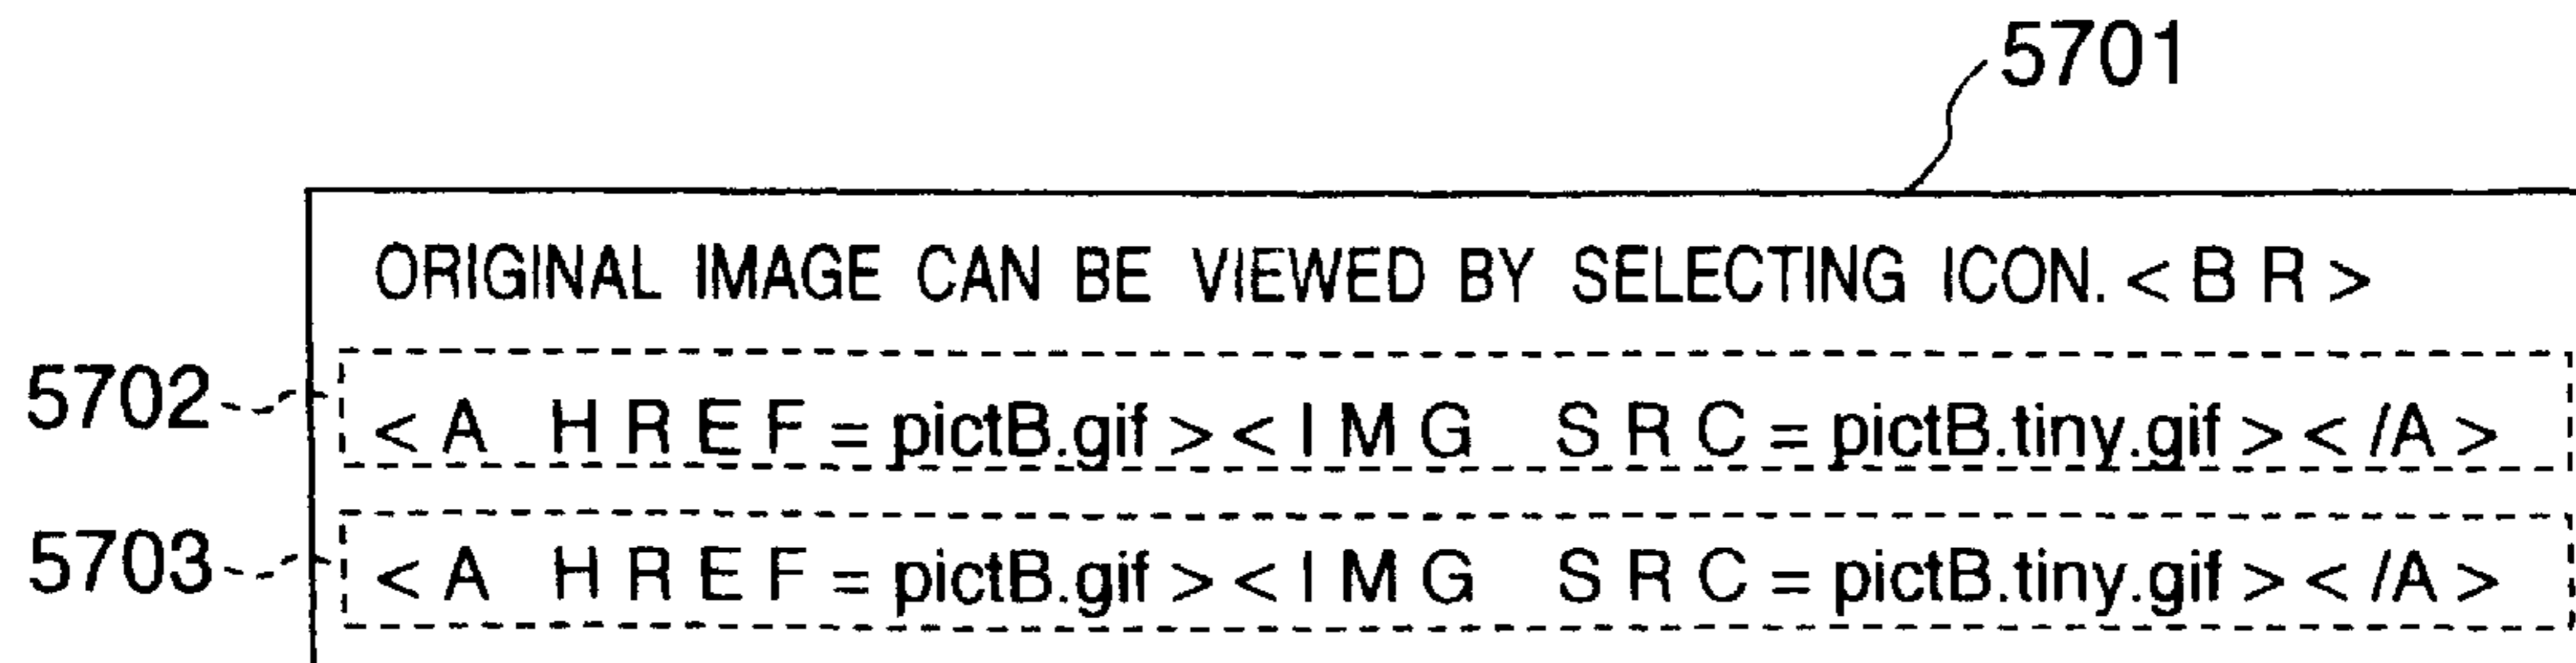 5701
ORIGINAL IMAGE CAN BE VIEWED BY SELECTING ICON. < B R >
5702
< A H R E F = pictB.gif > < I M G S R C = pictB.tiny.gif > < /A >
5703
< A H R E F = pictB.gif > < I M G S R C = pictB.tiny.gif > < /A >